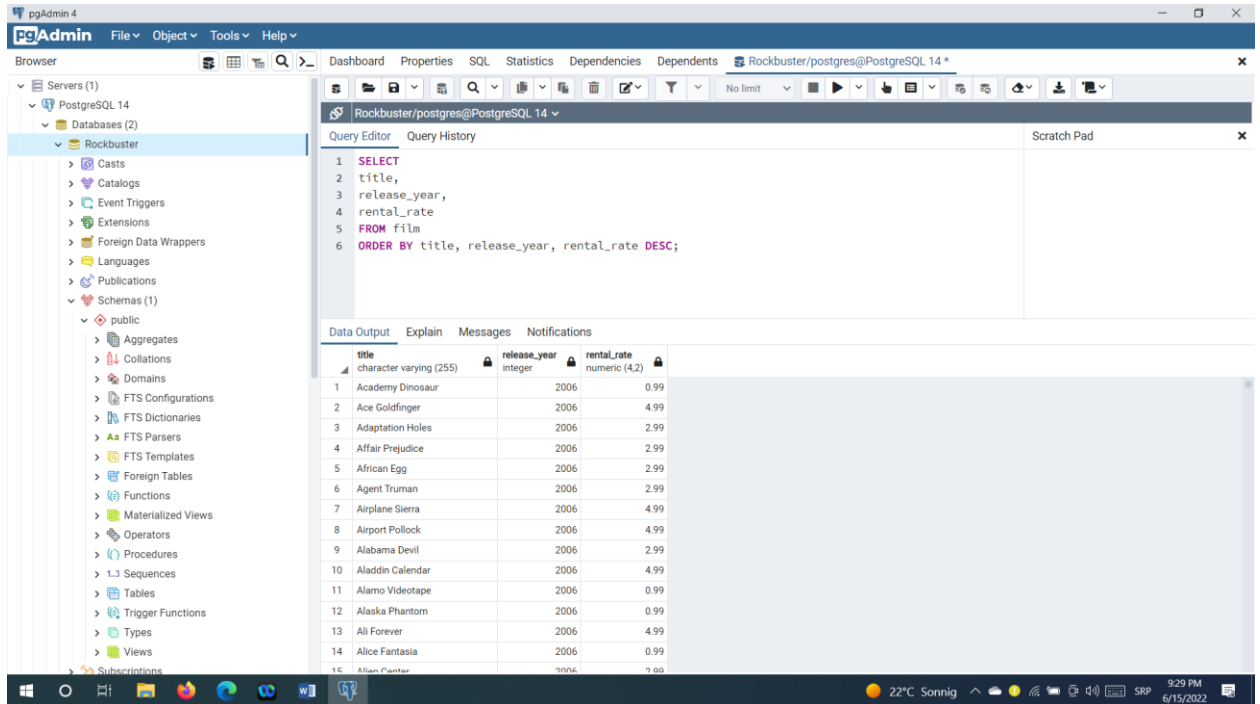 pgAdmin 4
pgAdmin File Object Tools Help
Browser
Dashboard Properties SQL Statistics Dependencies Dependents Rockbuster/postgres@PostgreSQL 14 *
Servers (1)
PostgreSQL 14
Databases (2)
Rockbuster
Casts
Catalogs
Event Triggers
Extensions
Foreign Data Wrappers
Languages
Publications
Schemas (1)
public
Aggregates
Collations
Domains
FTS Configurations
FTS Dictionaries
Aa FTS Parsers
FTS Templates
Foreign Tables
Functions
Materialized Views
Operators
Procedures
1..3 Sequences
Tables
Trigger Functions
Types
Views
Subscriptions
No limit
Rockbuster/postgres@PostgreSQL 14
Query Editor Query History
Scratch Pad
1 SELECT
2 title,
3 release_year,
4 rental_rate
5 FROM film
6 ORDER BY title, release_year, rental_rate DESC;
Data Output Explain Messages Notifications
title release_year rental_rate
character varying (255) integer numeric (4,2)
1 Academy Dinosaur 2006 0.99
2 Ace Goldfinger 2006 4.99
3 Adaptation Holes 2006 2.99
4 Affair Prejudice 2006 2.99
5 African Egg 2006 2.99
6 Agent Truman 2006 2.99
7 Airplane Sierra 2006 4.99
8 Airport Pollock 2006 4.99
9 Alabama Devil 2006 2.99
10 Aladdin Calendar 2006 4.99
11 Alamo Videotape 2006 0.99
12 Alaska Phantom 2006 0.99
13 Ali Forever 2006 4.99
14 Alice Fantasia 2006 0.99
15 Alien Center 2006 2.99
22°C Sonnig SRP 9:29 PM
6/15/2022